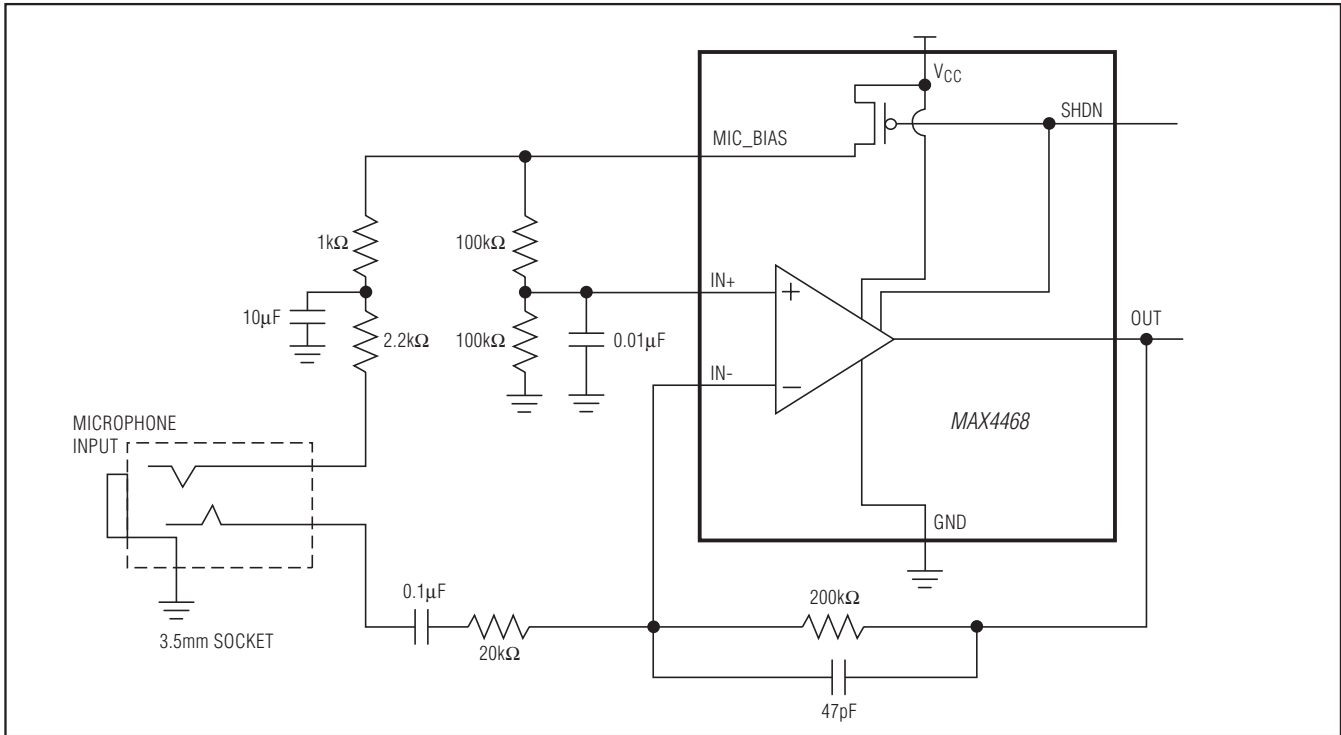 VCC
SHDN
MIC_BIAS
1kΩ
100kΩ
IN+
+
10µF
2.2kΩ
100kΩ
0.01µF
OUT
IN-
−
MAX4468
MICROPHONE
INPUT
GND
0.1µF
200kΩ
3.5mm SOCKET
20kΩ
47pF